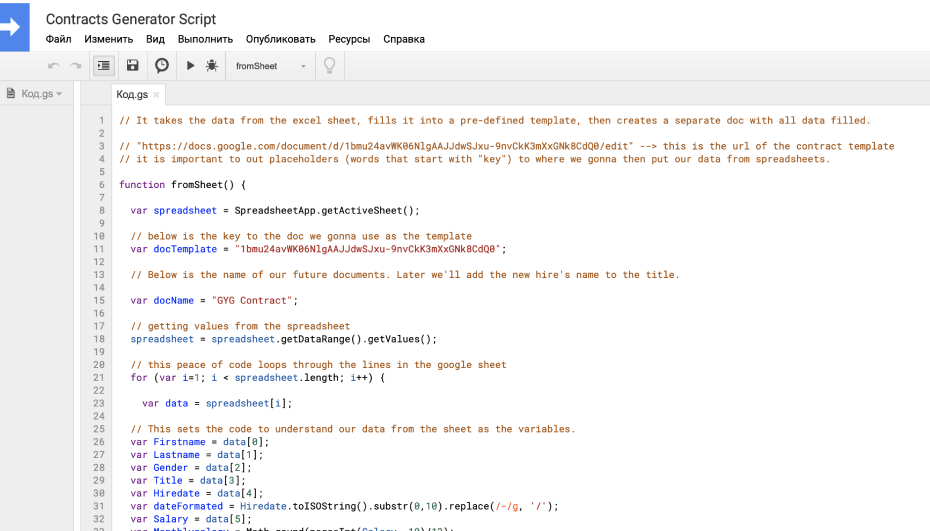 Contracts Generator Script
Файл Изменить Вид Выполнить Опубликовать Ресурсы Справка
fromSheet
Код.gs
Код.gs ×
1 // It takes the data from the excel sheet, fills it into a pre-defined template, then creates a separate doc with all data filled.
2
3 // "https://docs.google.com/document/d/1bmu24avWK06NlgAAJJdwSJxu-9nvCkK3mXxGNk8CdQ0/edit" --> this is the url of the contract template
4 // it is important to out placeholders (words that start with "key") to where we gonna then put our data from spreadsheets.
5
6 function fromSheet() {
7
8 var spreadsheet = SpreadsheetApp.getActiveSheet();
9
10 // below is the key to the doc we gonna use as the template
11 var docTemplate = "1bmu24avWK06NlgAAJJdwSJxu-9nvCkK3mXxGNk8CdQ0";
12
13 // Below is the name of our future documents. Later we'll add the new hire's name to the title.
14
15 var docName = "GYG Contract";
16
17 // getting values from the spreadsheet
18 spreadsheet = spreadsheet.getDataRange().getValues();
19
20 // this peace of code loops through the lines in the google sheet
21 for (var i=1; i < spreadsheet.length; i++) {
22
23 var data = spreadsheet[i];
24
25 // This sets the code to understand our data from the sheet as the variables.
26 var Firstname = data[0];
27 var Lastname = data[1];
28 var Gender = data[2];
29 var Title = data[3];
30 var Hiredate = data[4];
31 var dateFormated = Hiredate.toISOString().substr(0,10).replace(/-/g, '/');
32 var Salary = data[5];